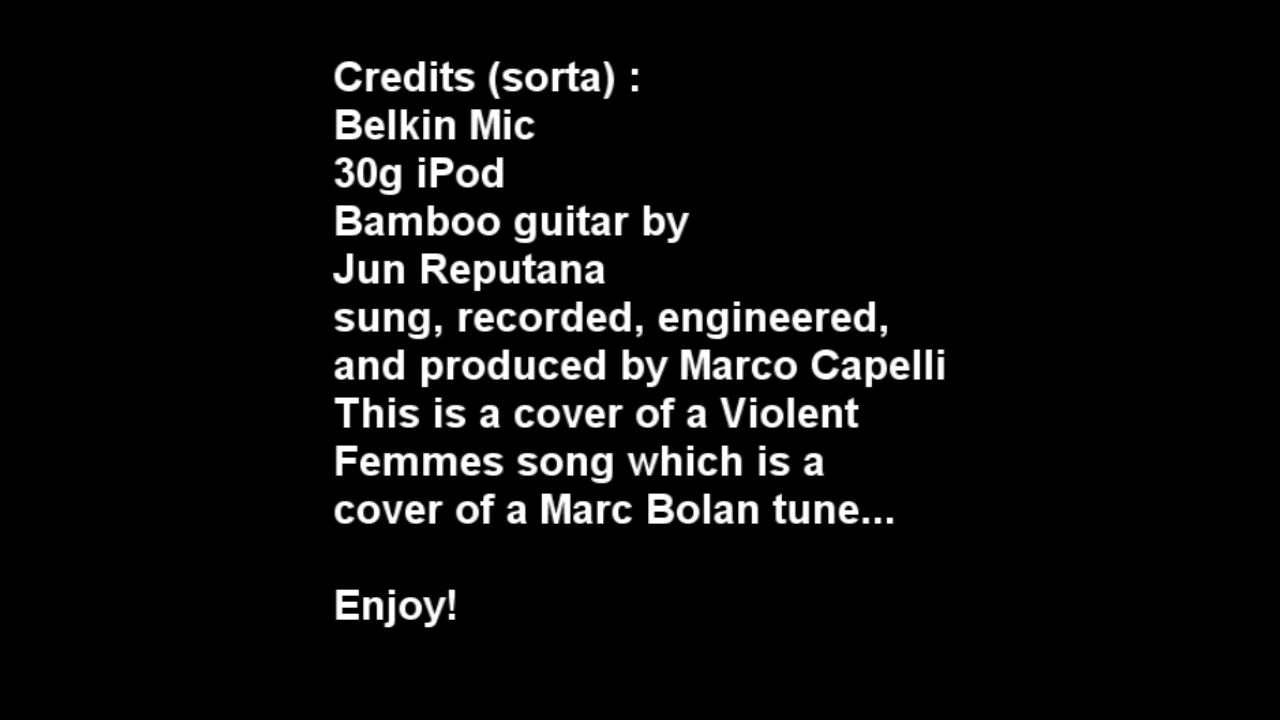 Credits (sorta) :
Belkin Mic
30g iPod
Bamboo guitar by
Jun Reputana
sung, recorded, engineered,
and produced by Marco Capelli
This is a cover of a Violent
Femmes song which is a
cover of a Marc Bolan tune...
Enjoy!